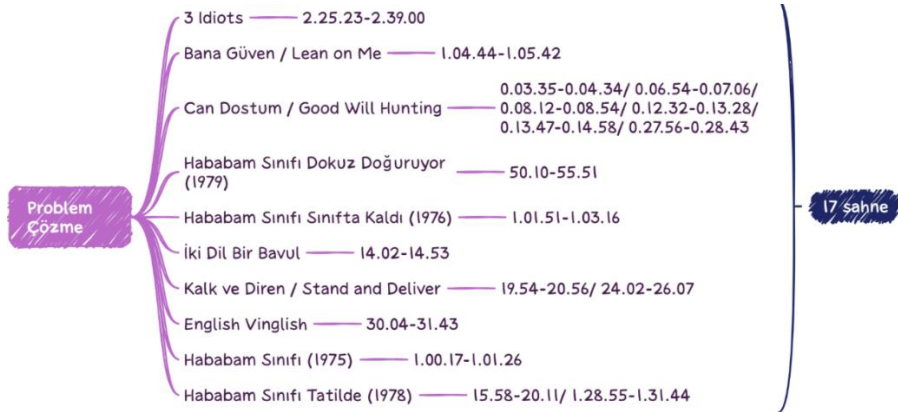 3 Idiots 2.25.23-2.39.00
Bana Güven / Lean on Me 1.04.44-1.05.42
Can Dostum / Good Will Hunting
0.03.35-0.04.34/ 0.06.54-0.07.06/
0.08.12-0.08.54/ 0.12.32-0.13.28/
0.13.47-0.14.58/ 0.27.56-0.28.43
Hababam Sınıfı Dokuz Doğuruyor
(1979)
50.10-55.51
Problem
Çözme
Hababam Sınıfı Sınıfta Kaldı (1976) 1.01.51-1.03.16
İki Dil Bir Bavul 14.02-14.53
Kalk ve Diren / Stand and Deliver 19.54-20.56/ 24.02-26.07
English Vinglish 30.04-31.43
Hababam Sınıfı (1975) 1.00.17-1.01.26
Hababam Sınıfı Tatilde (1978) 15.58-20.11/ 1.28.55-1.31.44
17 sahne